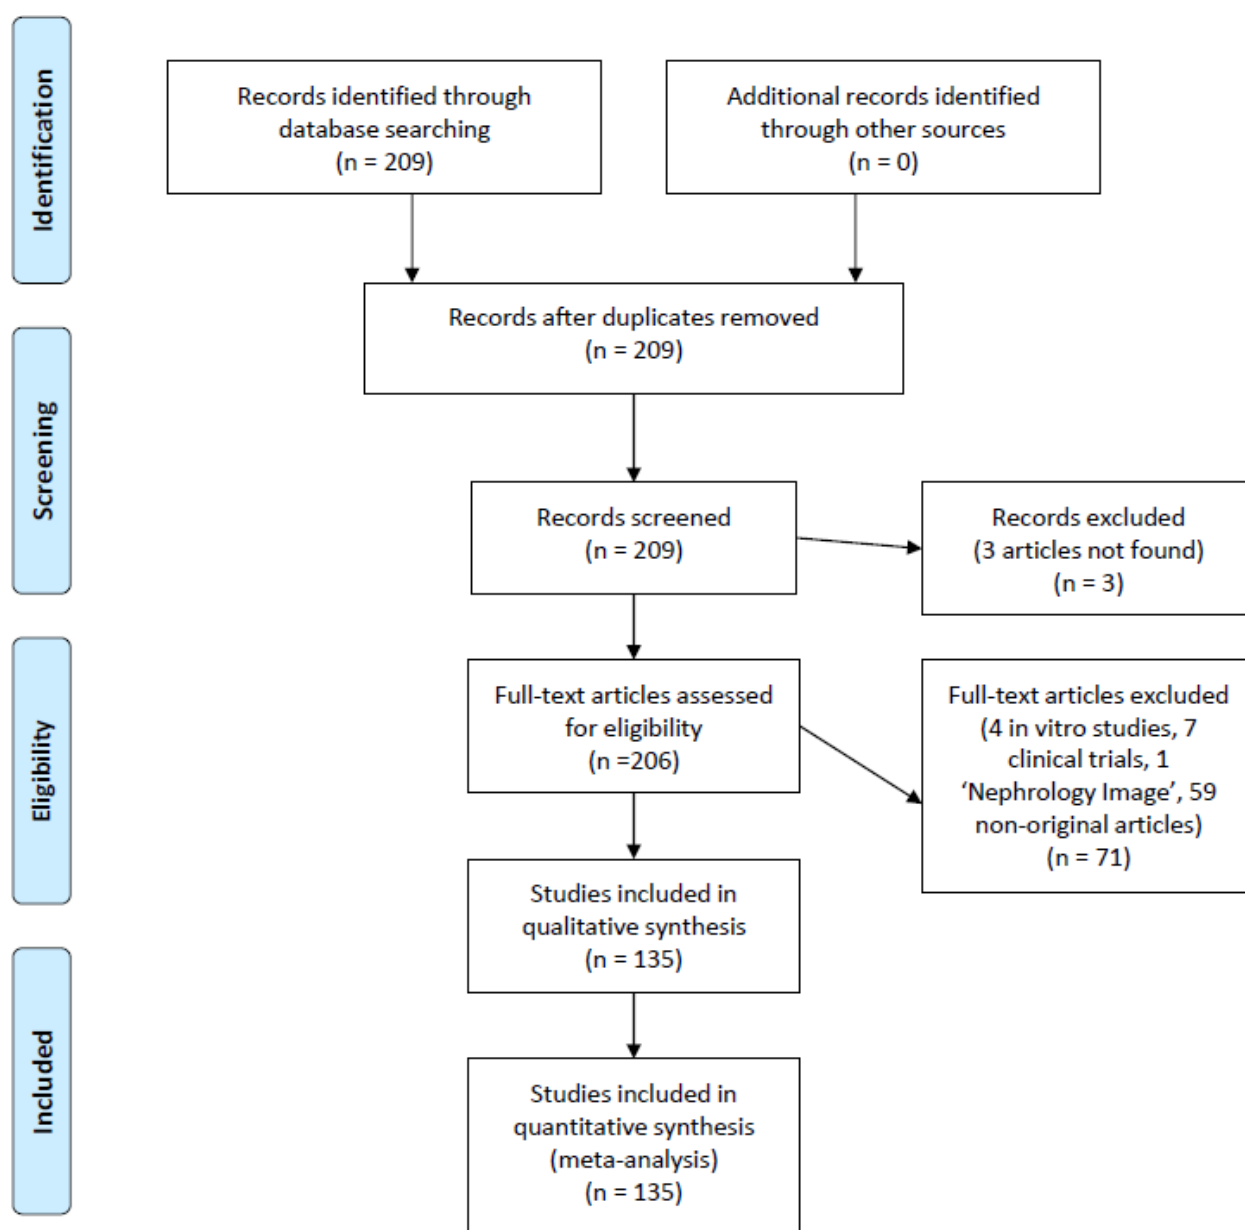 Identification
Records identified through
database searching
(n = 209)
Additional records identified
through other sources
(n = 0)
Records after duplicates removed
(n = 209)
Screening
Records screened
(n = 209)
Records excluded
(3 articles not found)
(n = 3)
Eligibility
Full-text articles assessed
for eligibility
(n =206)
Full-text articles excluded
(4 in vitro studies, 7
clinical trials, 1
‘Nephrology Image’, 59
non-original articles)
(n = 71)
Studies included in
qualitative synthesis
(n = 135)
Included
Studies included in
quantitative synthesis
(meta-analysis)
(n = 135)